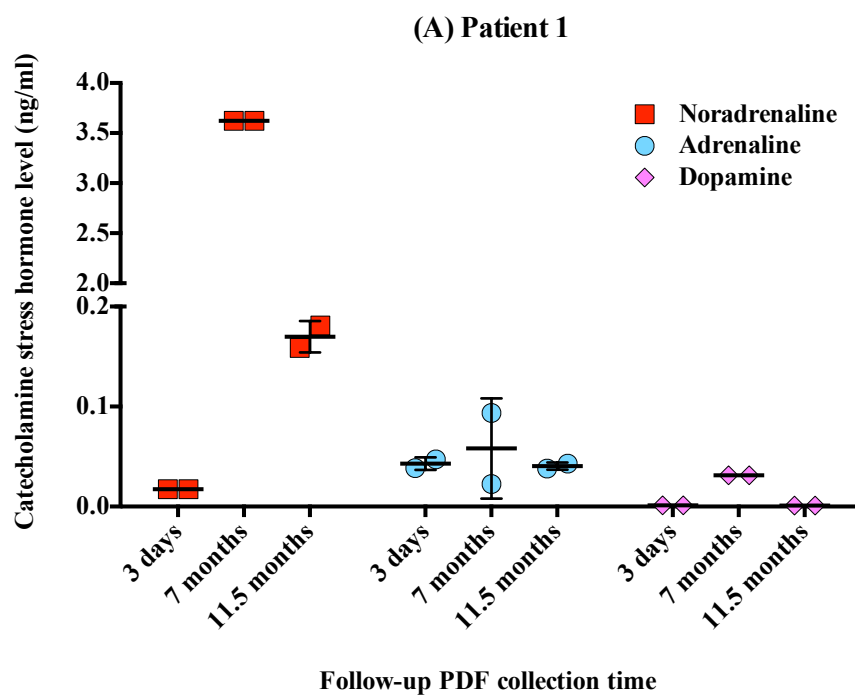 (A) Patient 1
Catecholamine stress hormone level (ng/ml)
4.0
3.5
3.0
2.5
2.0
0.2
0.1
0.0
Noradrenaline
Adrenaline
Dopamine
3 days
7 months
11.5 months
3 days
7 months
11.5 months
3 days
7 months
11.5 months
Follow-up PDF collection time